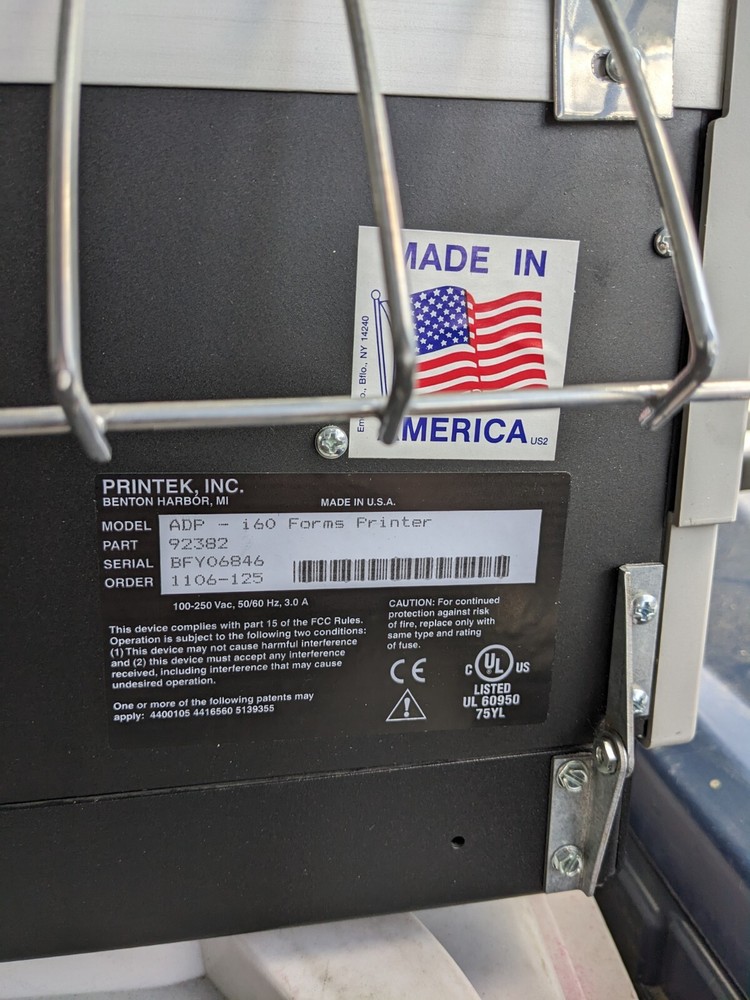 MADE IN
, Bflo., NY 14240
AMERICA US2
PRINTEK, INC.
BENTON HARBOR, MI
MADE IN U.S.A.
MODEL ADP - i60 Forms Printer
PART 92382
SERIAL BFY06846
ORDER 1106-125
100-250 Vac, 50/60 Hz, 3.0 A
This device complies with part 15 of the FCC Rules.
Operation is subject to the following two conditions:
(1) This device may not cause harmful interference
and (2) this device must accept any interference
received, including interference that may cause
undesired operation.
One or more of the following patents may
apply: 4400105 4416560 5139355
CAUTION: For continued
protection against risk
of fire, replace only with
same type and rating
of fuse.
CE
C UL US
LISTED
UL 60950
75YL